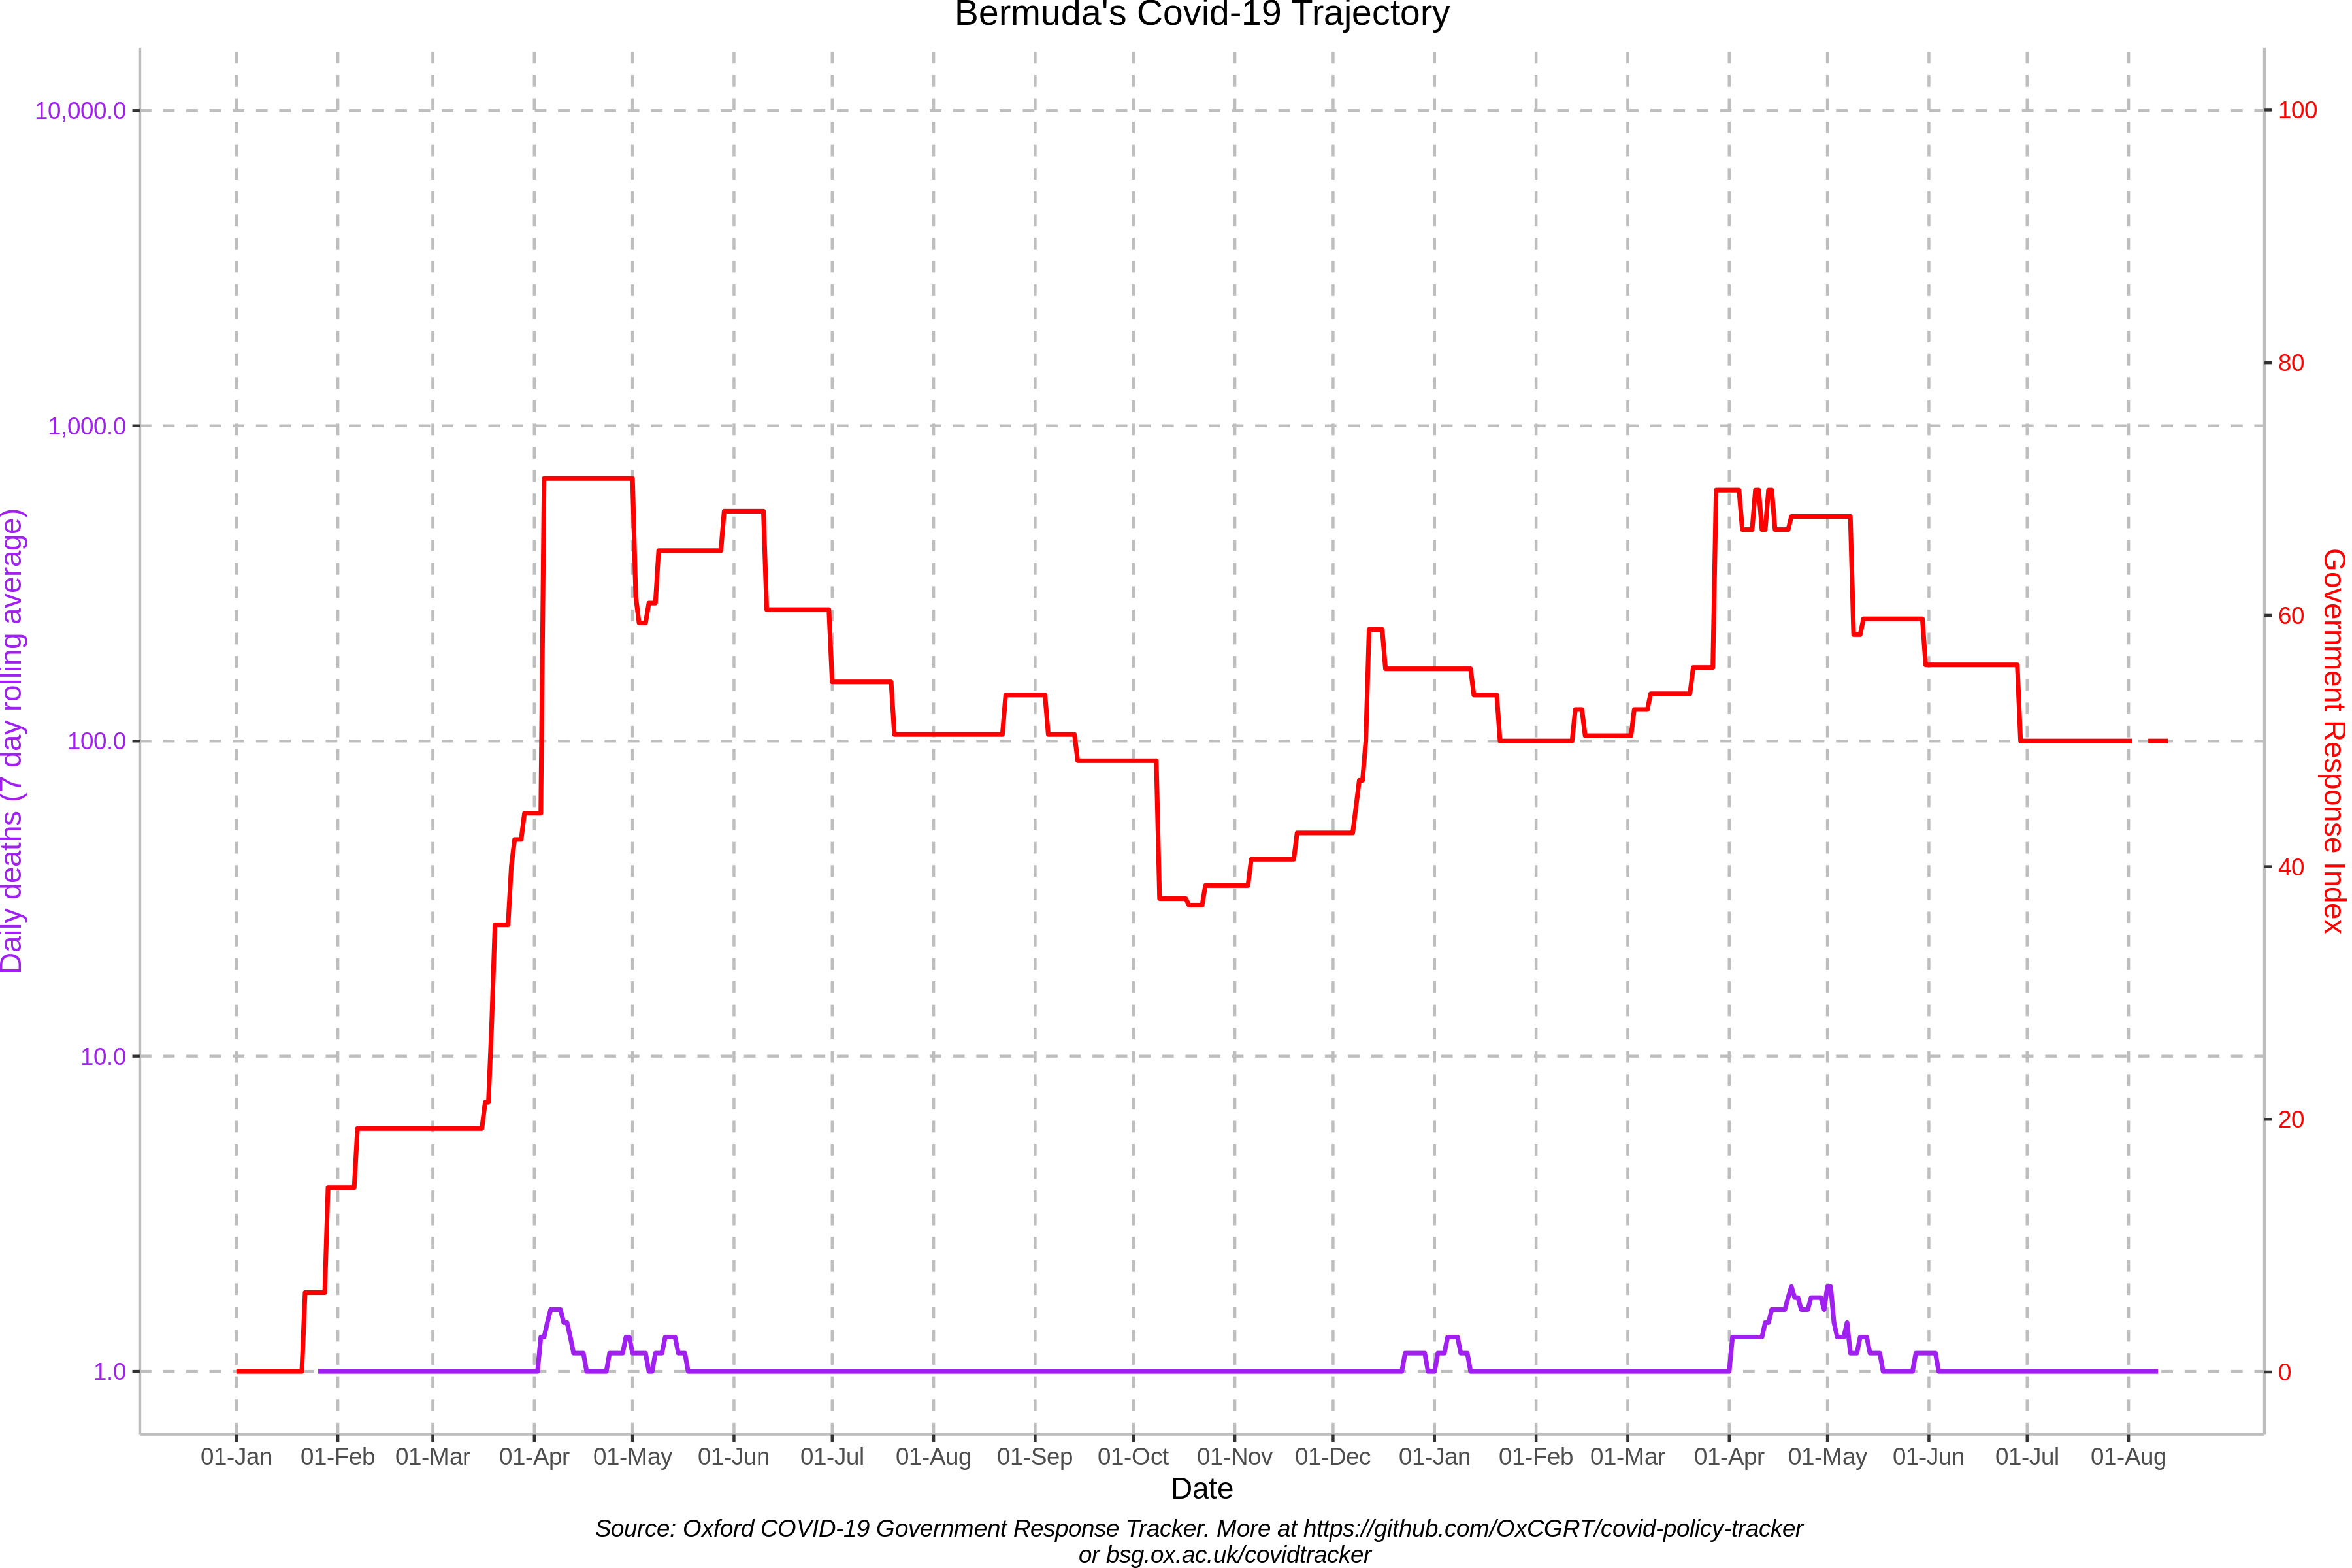 Bermuda's Covid-19 Trajectory
Daily deaths (7 day rolling average)
10,000.0
1,000.0
100.0
10.0
1.0
100
80
60
40
20
0
Government Response Index
01-Jan 01-Feb 01-Mar 01-Apr 01-May 01-Jun 01-Jul 01-Aug 01-Sep 01-Oct 01-Nov 01-Dec 01-Jan 01-Feb 01-Mar 01-Apr 01-May 01-Jun 01-Jul 01-Aug
Date
Source: Oxford COVID-19 Government Response Tracker. More at https://github.com/OxCGRT/covid-policy-tracker
or bsg.ox.ac.uk/covidtracker